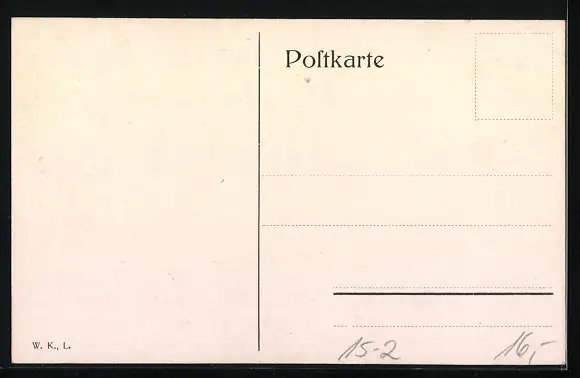 Poſtkarte
W. K., L.
15-2
16,-